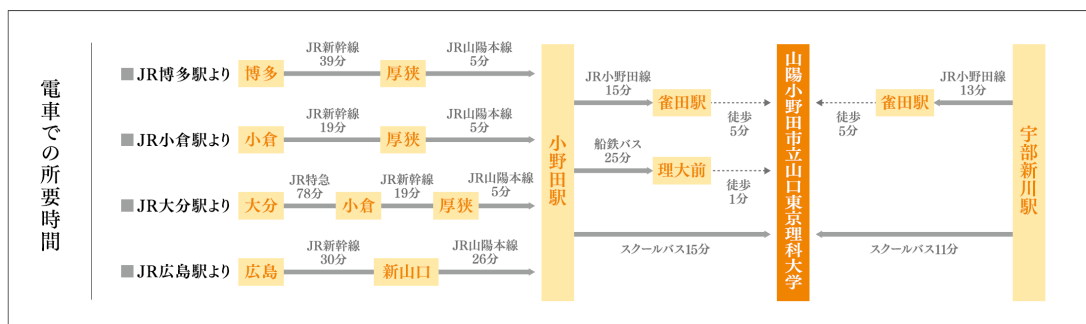 電車での所要時間
■JR博多駅より
博多
JR新幹線
39分
厚狭
JR山陽本線
5分
■JR小倉駅より
小倉
JR新幹線
19分
厚狭
JR山陽本線
5分
■JR大分駅より
大分
JR特急
78分
小倉
JR新幹線
19分
厚狭
JR山陽本線
5分
■JR広島駅より
広島
JR新幹線
30分
新山口
JR山陽本線
26分
小野田駅
JR小野田線
15分
雀田駅
徒歩
5分
船鉄バス
25分
理大前
徒歩
1分
スクールバス15分
山陽小野田市立山口東京理科大学
徒歩
5分
雀田駅
JR小野田線
13分
スクールバス11分
宇部新川駅